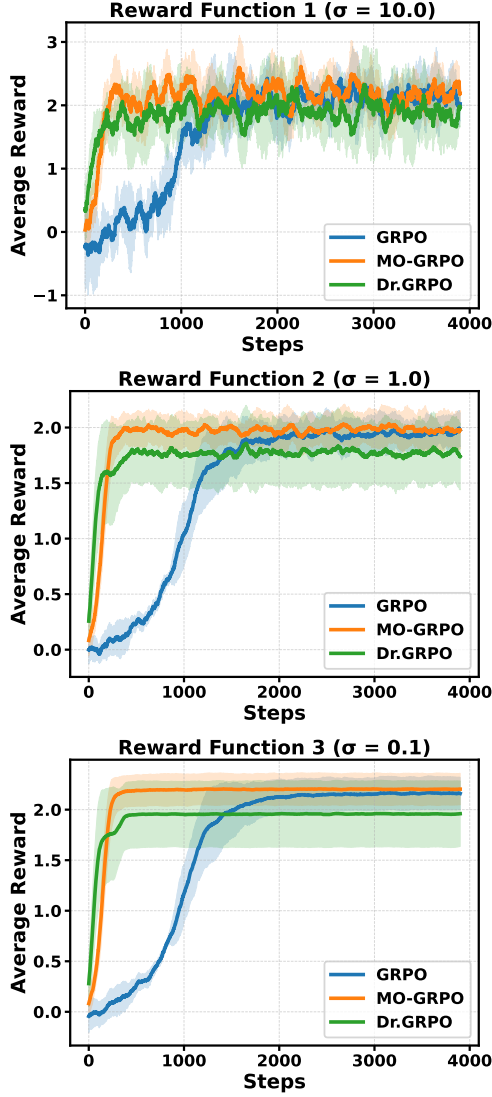 Reward Function 1 (σ = 10.0)
3
2
1
0
−1
Average Reward
GRPO
MO-GRPO
Dr.GRPO
0 1000 2000 3000 4000
Steps
Reward Function 2 (σ = 1.0)
2.0
1.5
1.0
0.5
0.0
Average Reward
GRPO
MO-GRPO
Dr.GRPO
0 1000 2000 3000 4000
Steps
Reward Function 3 (σ = 0.1)
2.0
1.5
1.0
0.5
0.0
Average Reward
GRPO
MO-GRPO
Dr.GRPO
0 1000 2000 3000 4000
Steps